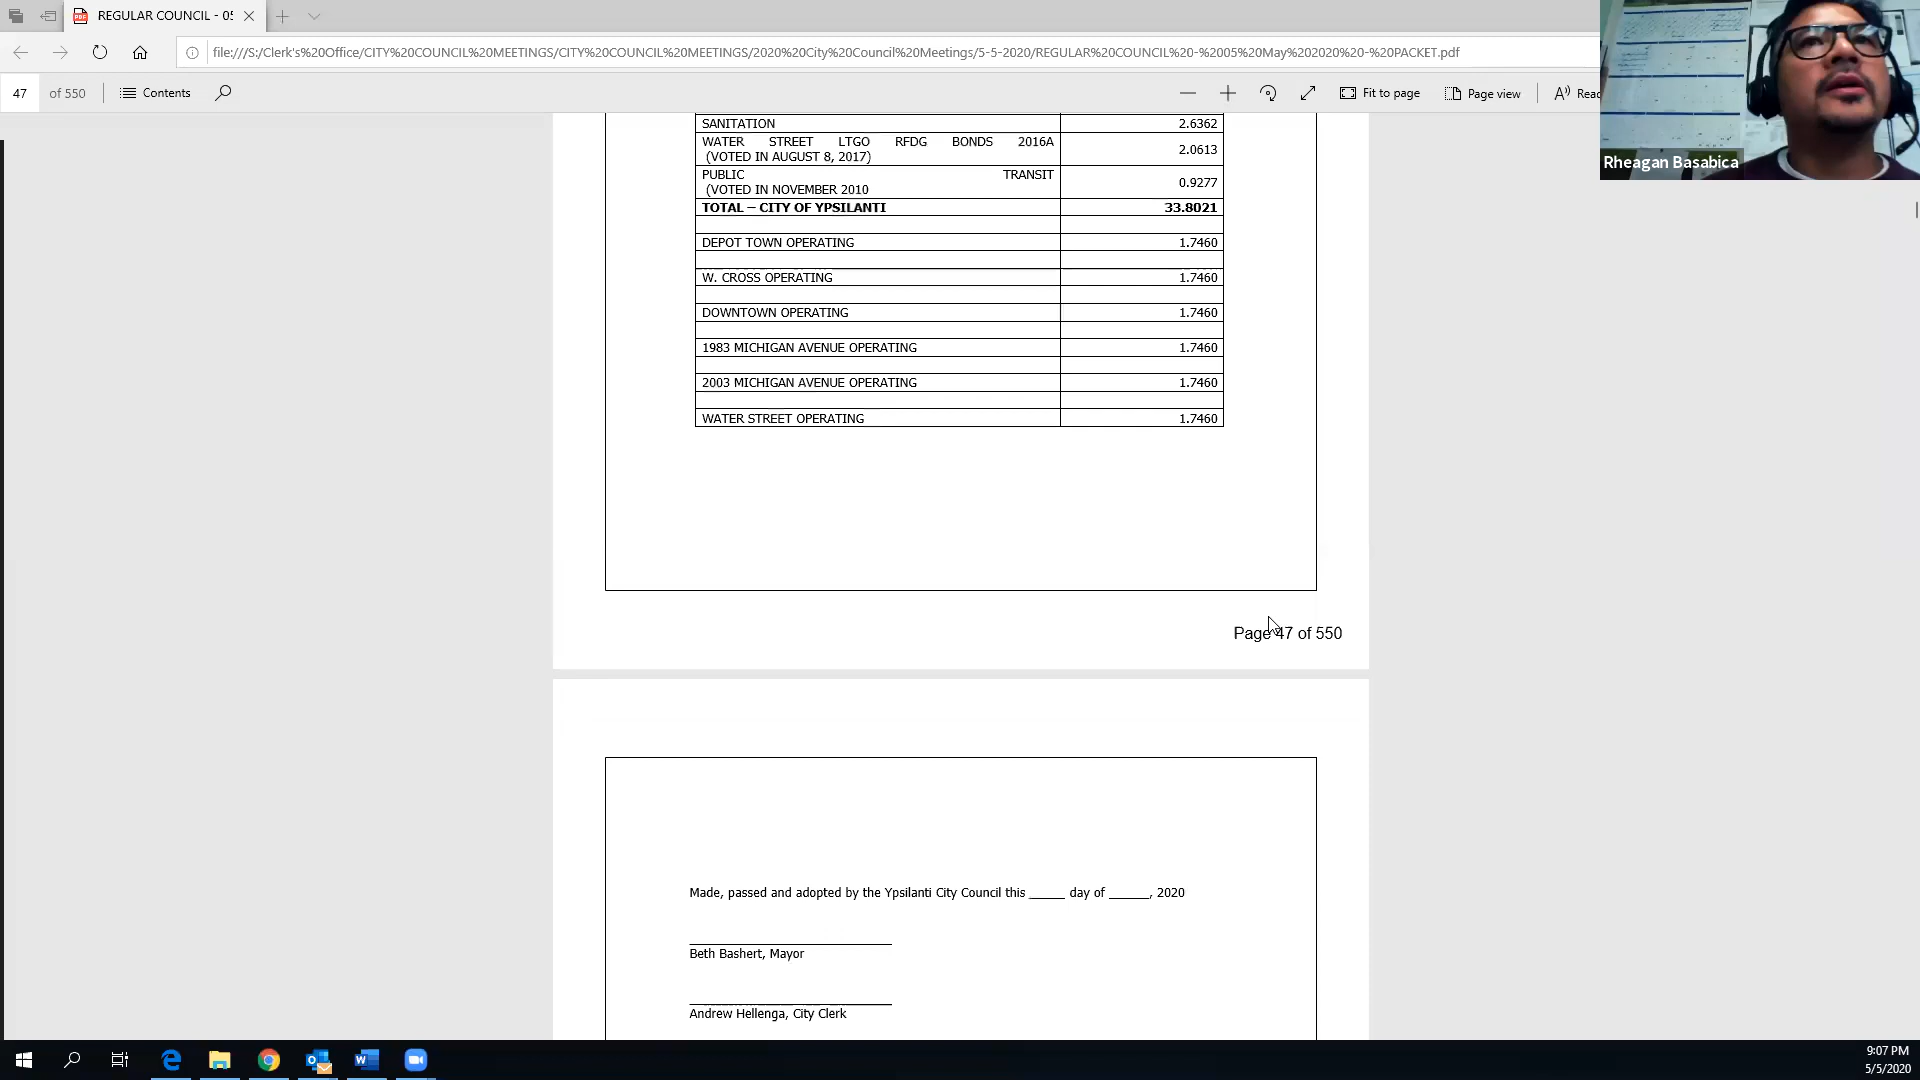 REGULAR COUNCIL - 05
file:///S:/Clerk's%20Office/CITY%20COUNCIL%20MEETINGS/CITY%20COUNCIL%20MEETINGS/2020%20City%20Council%20Meetings/5-5-2020/REGULAR%20COUNCIL%20-%2005%20May%202020%20-%20PACKET.pdf
47 of 550 Contents Fit to page Page view Read
Rheagan Basabica
SANITATION 2.6362
WATER STREET LTGO RFDG BONDS 2016A
(VOTED IN AUGUST 8, 2017) 2.0613
PUBLIC TRANSIT
(VOTED IN NOVEMBER 2010 0.9277
TOTAL – CITY OF YPSILANTI 33.8021
DEPOT TOWN OPERATING 1.7460
W. CROSS OPERATING 1.7460
DOWNTOWN OPERATING 1.7460
1983 MICHIGAN AVENUE OPERATING 1.7460
2003 MICHIGAN AVENUE OPERATING 1.7460
WATER STREET OPERATING 1.7460
Page 47 of 550
Made, passed and adopted by the Ypsilanti City Council this _____ day of ______, 2020
Beth Bashert, Mayor
Andrew Hellenga, City Clerk
9:07 PM
5/5/2020